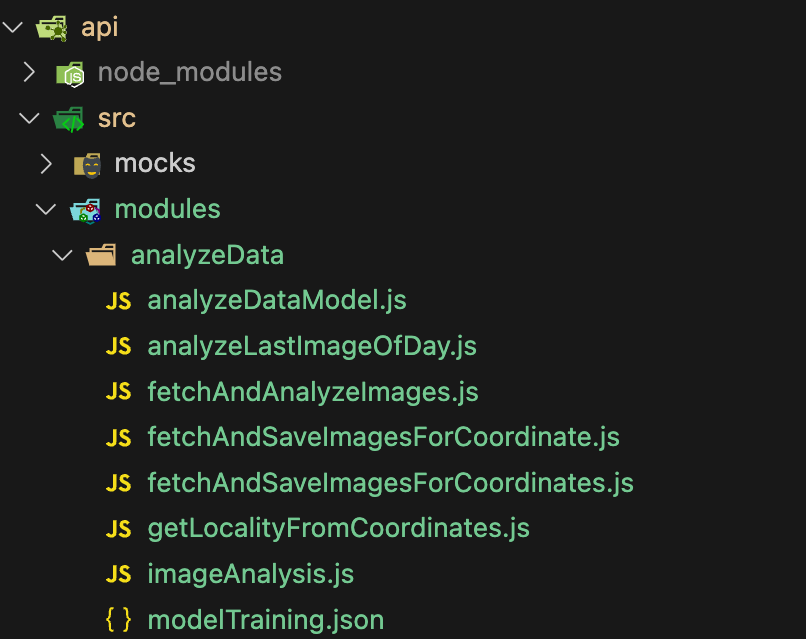 api
node_modules
src
mocks
modules
analyzeData
JS analyzeDataModel.js
JS analyzeLastImageOfDay.js
JS fetchAndAnalyzeImages.js
JS fetchAndSaveImagesForCoordinate.js
JS fetchAndSaveImagesForCoordinates.js
JS getLocalityFromCoordinates.js
JS imageAnalysis.js
{ } modelTraining.json